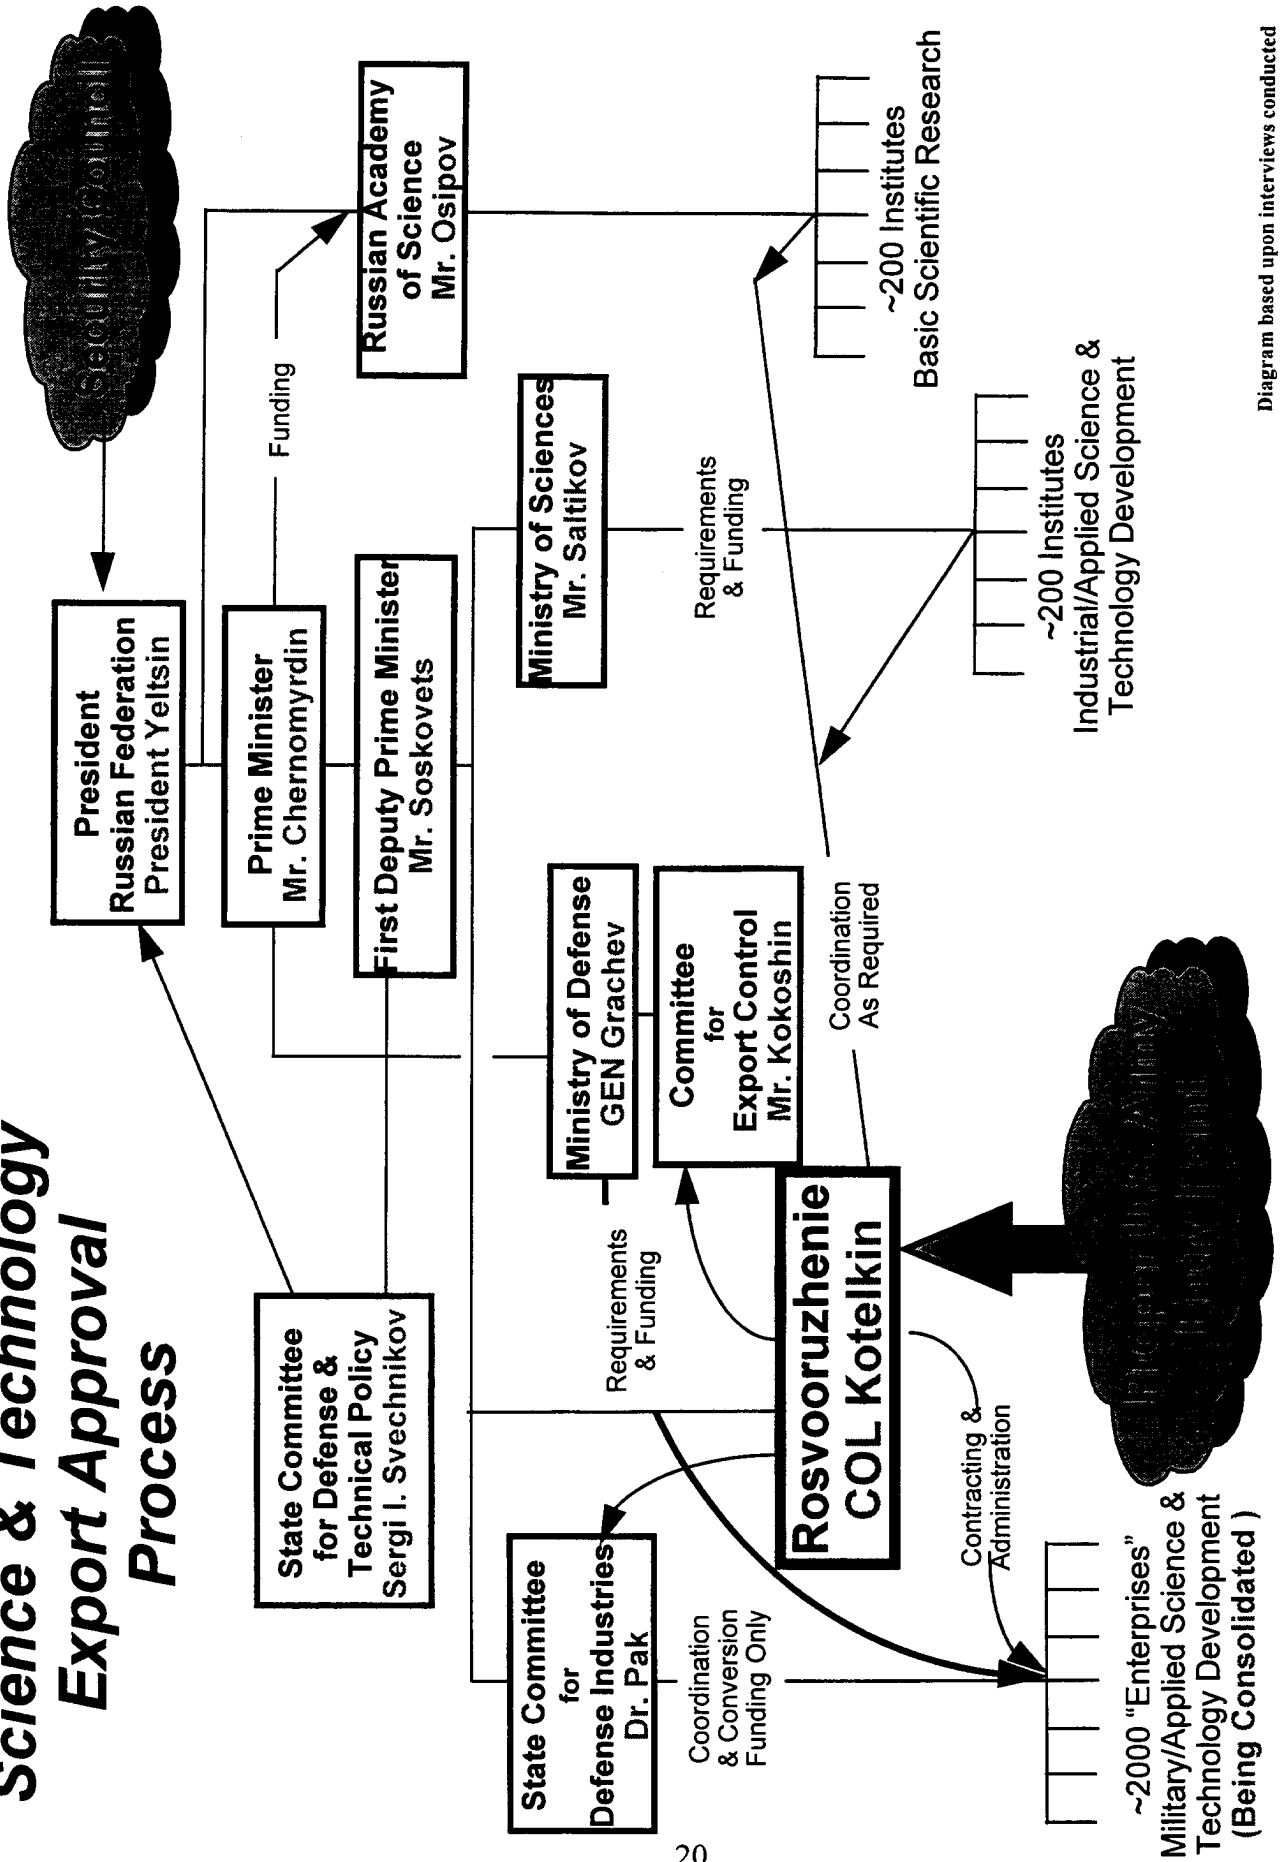 Science & Technology
Export Approval
Process
Security Council
President
Russian Federation
President Yeltsin
Prime Minister
Mr. Chernomyrdin
First Deputy Prime Minister
Mr. Soskovets
State Committee
for Defense &
Technical Policy
Sergi I. Svechnikov
Funding
Russian Academy
of Science
Mr. Osipov
State Committee
for
Defense Industries
Dr. Pak
Ministry of Defense
GEN Grachev
Ministry of Sciences
Mr. Saltikov
Requirements
& Funding
Committee
for
Export Control
Mr. Kokoshin
Coordination
& Conversion
Funding Only
Requirements
& Funding
Rosvooruzhenie
COL Kotelkin
Coordination
As Required
~200 Institutes
Basic Scientific Research
Contracting &
Administration
~200 Institutes
Industrial/Applied Science &
Technology Development
~2000 “Enterprises”
Military/Applied Science &
Technology Development
(Being Consolidated )
Diagram based upon interviews conducted
20